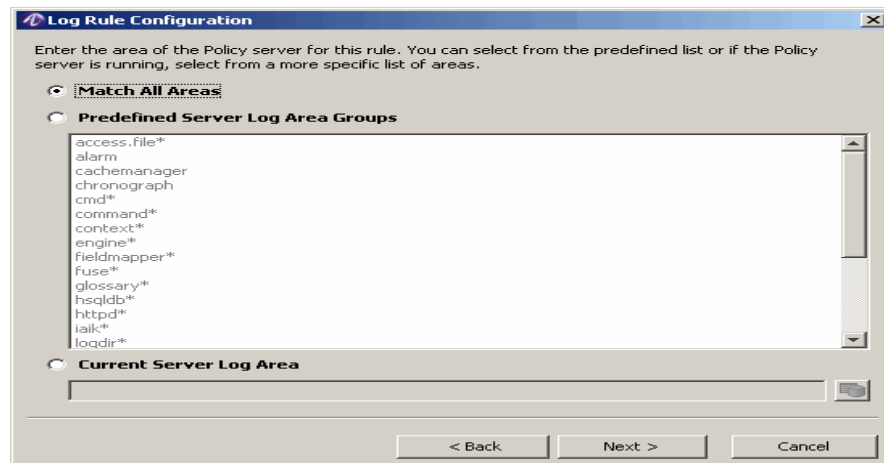 Log Rule Configuration
Enter the area of the Policy server for this rule. You can select from the predefined list or if the Policy
server is running, select from a more specific list of areas.
Match All Areas
Predefined Server Log Area Groups
access.file*
alarm
cachemanager
chronograph
cmd*
command*
context*
engine*
fieldmapper*
fuse*
glossary*
hsqldb*
httpd*
iaik*
logdir*
Current Server Log Area
< Back
Next >
Cancel